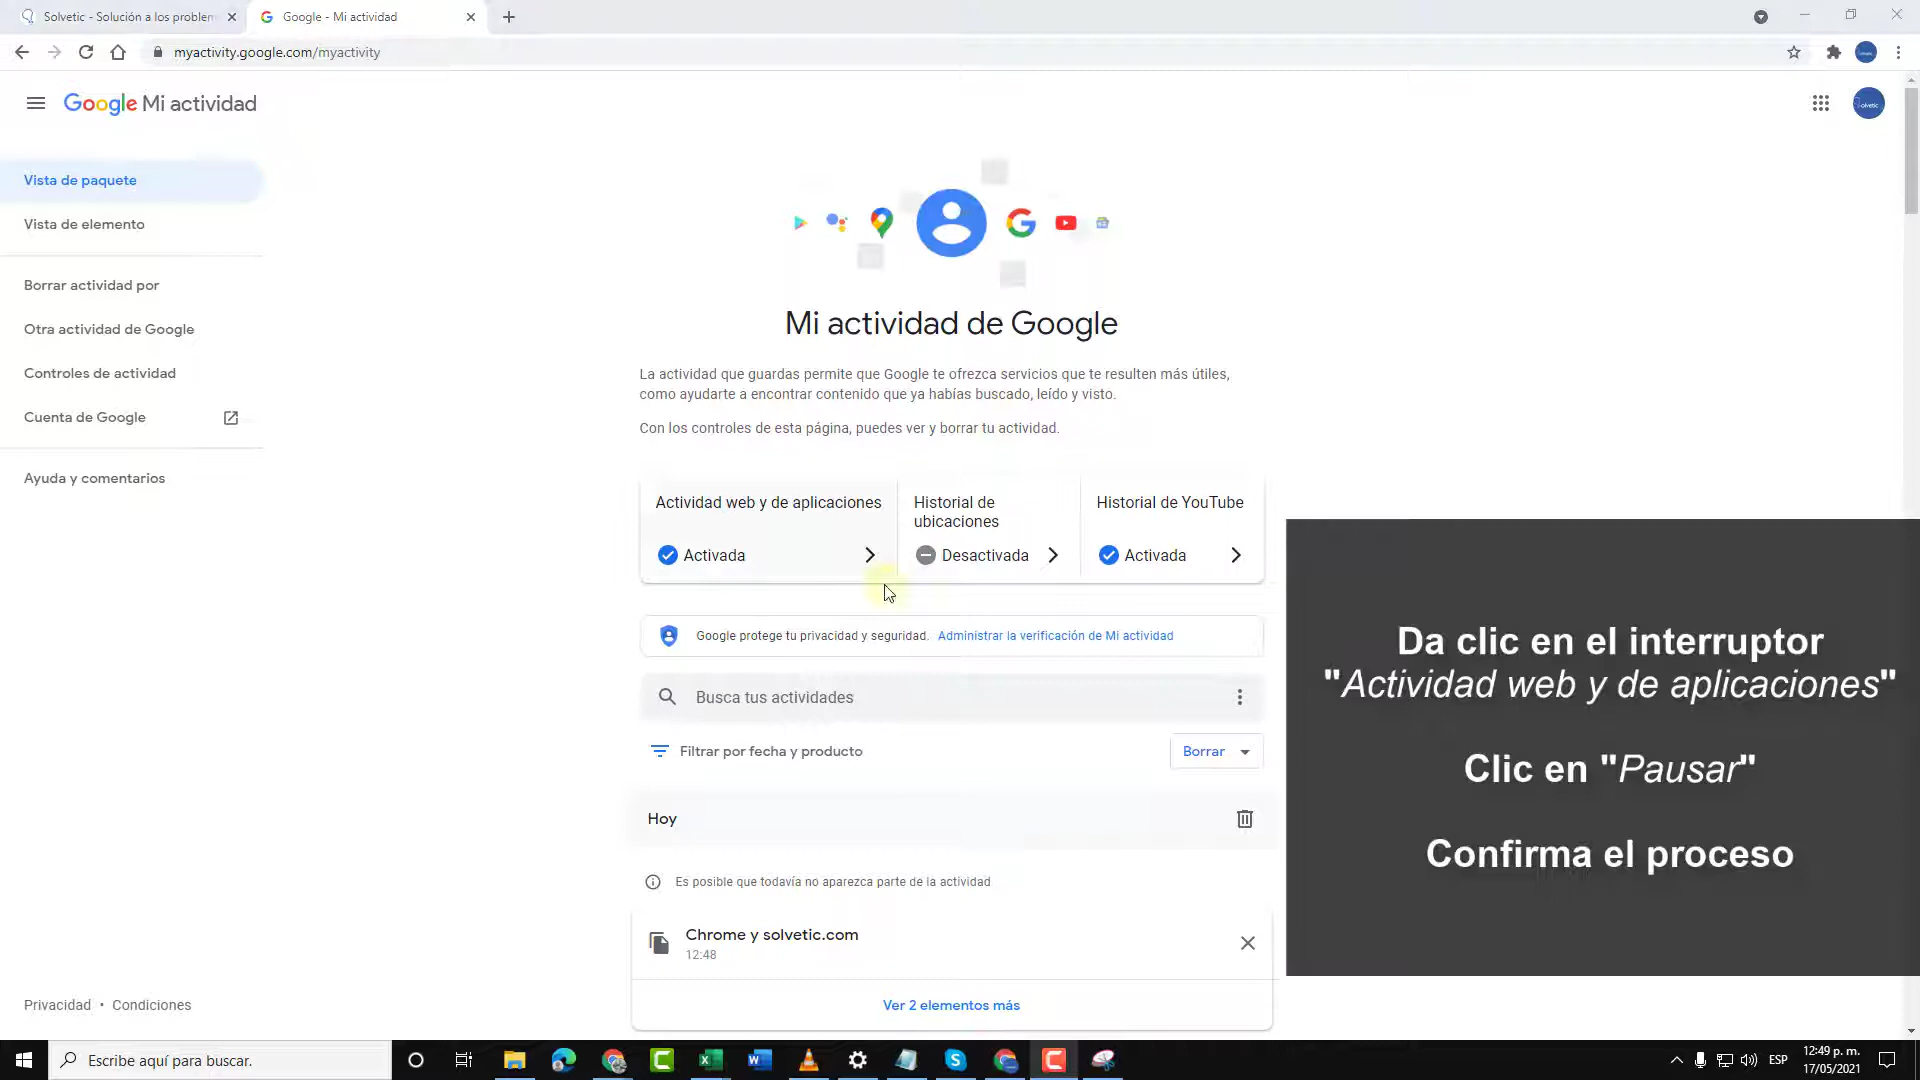 Solvetic - Solución a los problem
Google - Mi actividad
myactivity.google.com/myactivity
Google Mi actividad
Vista de paquete
Vista de elemento
Borrar actividad por
Otra actividad de Google
Controles de actividad
Cuenta de Google
Ayuda y comentarios
Privacidad • Condiciones
Mi actividad de Google
La actividad que guardas permite que Google te ofrezca servicios que te resulten más útiles,
como ayudarte a encontrar contenido que ya habías buscado, leído y visto.
Con los controles de esta página, puedes ver y borrar tu actividad.
Actividad web y de aplicaciones
Activada
Historial de
ubicaciones
Desactivada
Historial de YouTube
Activada
Google protege tu privacidad y seguridad. Administrar la verificación de Mi actividad
Busca tus actividades
Filtrar por fecha y producto
Borrar
Hoy
Es posible que todavía no aparezca parte de la actividad
Chrome y solvetic.com
12:48
Ver 2 elementos más
Da clic en el interruptor
"Actividad web y de aplicaciones"
Clic en "Pausar"
Confirma el proceso
Escribe aquí para buscar.
ESP
12:49 p. m.
17/05/2021